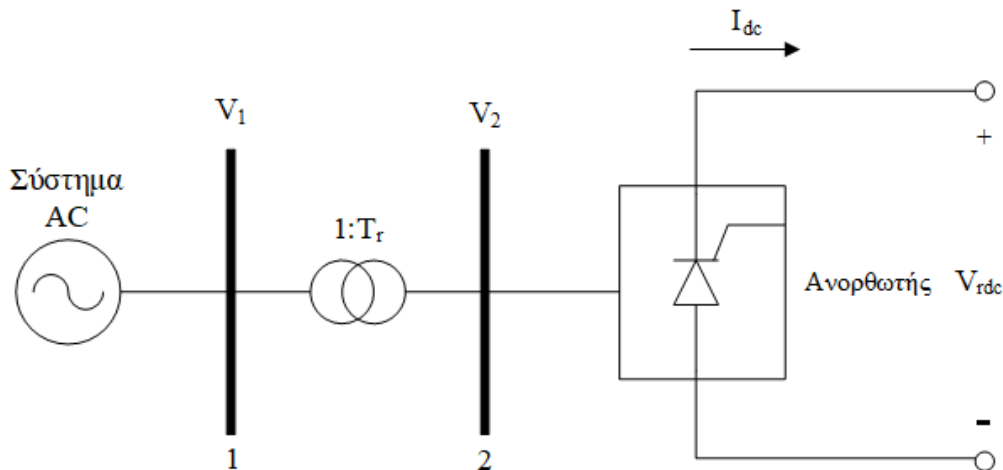 I_dc
V_1
V_2
+
Σύστημα
AC
1:T_r
Ανορθωτής
V_rdc
-
1
2